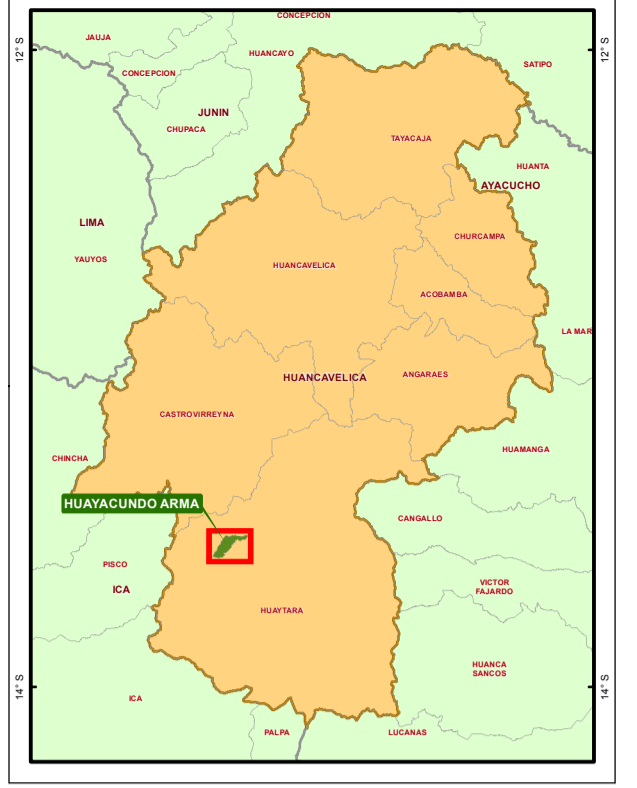 CONCEPCION
JAUJA
HUANCAYO
12° S
12° S
SATIPO
CONCEPCION
JUNIN
CHUPACA
TAYACAJA
HUANTA
AYACUCHO
LIMA
CHURCAMPA
YAUYOS
HUANCAVELICA
ACOBAMBA
LA MAR
HUANCAVELICA
ANGARAES
CASTROVIRREYNA
HUAMANGA
CHINCHA
HUAYACUNDO ARMA
CANGALLO
PISCO
ICA
VICTOR
FAJARDO
HUAYTARA
HUANCA
SANCOS
14° S
14° S
ICA
PALPA
LUCANAS